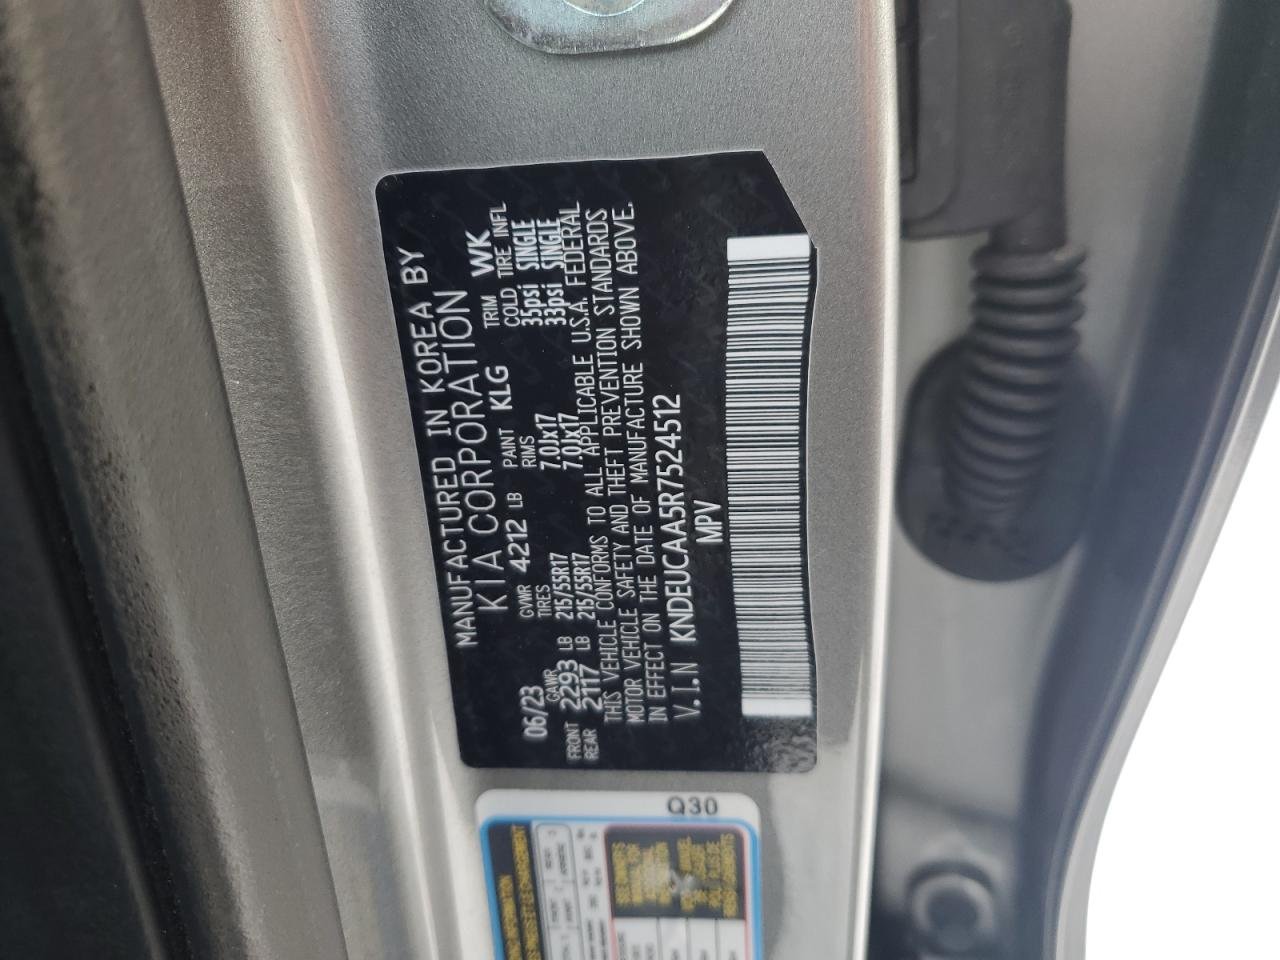 MANUFACTURED IN KOREA BY
KIA CORPORATION
06/23 GVWR 4212 LB PAINT KLG TRIM WK
GAWR TIRES RIMS COLD TIRE INFL
FRONT 2293 LB 215/55R17 7.0Jx17 35psi SINGLE
REAR 2117 LB 215/55R17 7.0Jx17 33psi SINGLE
THIS VEHICLE CONFORMS TO ALL APPLICABLE U.S.A. FEDERAL
MOTOR VEHICLE SAFETY AND THEFT PREVENTION STANDARDS
IN EFFECT ON THE DATE OF MANUFACTURE SHOWN ABOVE.
V.I.N KNDEUCAA5R7524512
MPV
Q30